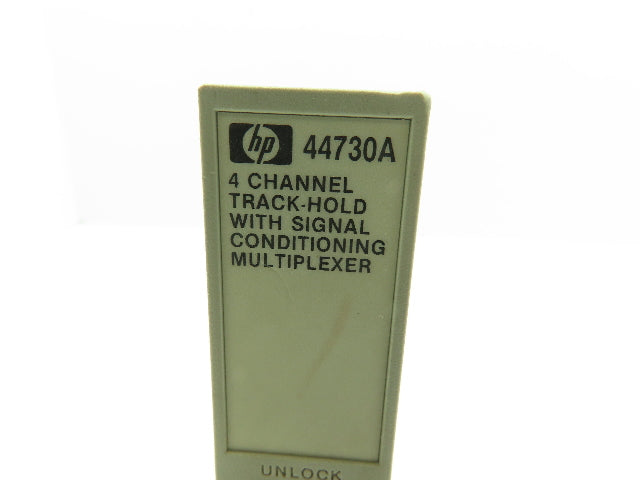 hp 44730A
4 CHANNEL
TRACK-HOLD
WITH SIGNAL
CONDITIONING
MULTIPLEXER
UNLOCK